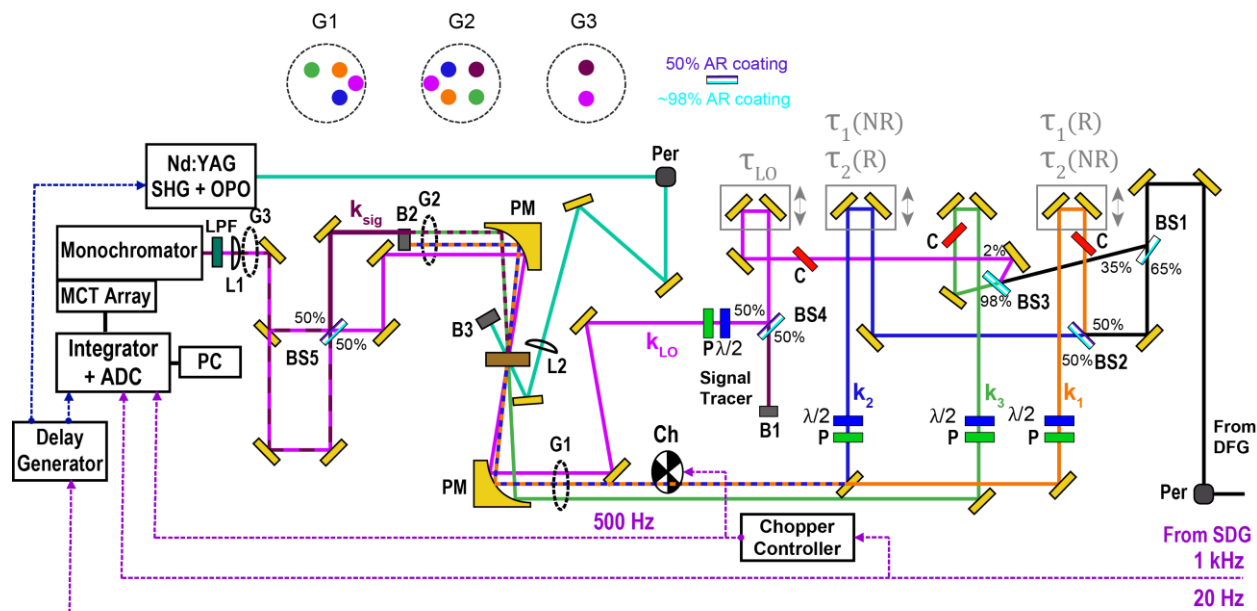 G1
G2
G3
50% AR coating
~98% AR coating
τ₁(NR)
τ₂(R)
τ₁(R)
τ₂(NR)
τ_LO
Nd:YAG
SHG + OPO
Per
k_sig
B2
G2
PM
LPF
G3
Monochromator
L1
MCT Array
Integrator
+ ADC
PC
50%
BS5
50%
B3
L2
C
2%
98%
BS3
C
35%
BS1
65%
50%
BS4
50%
k_LO
P
λ/2
Signal
Tracer
B1
50%
50%
BS2
k₂
k₃
k₁
λ/2
P
λ/2
P
λ/2
P
From
DFG
Per
Delay
Generator
PM
G1
Ch
500 Hz
Chopper
Controller
From SDG
1 kHz
20 Hz